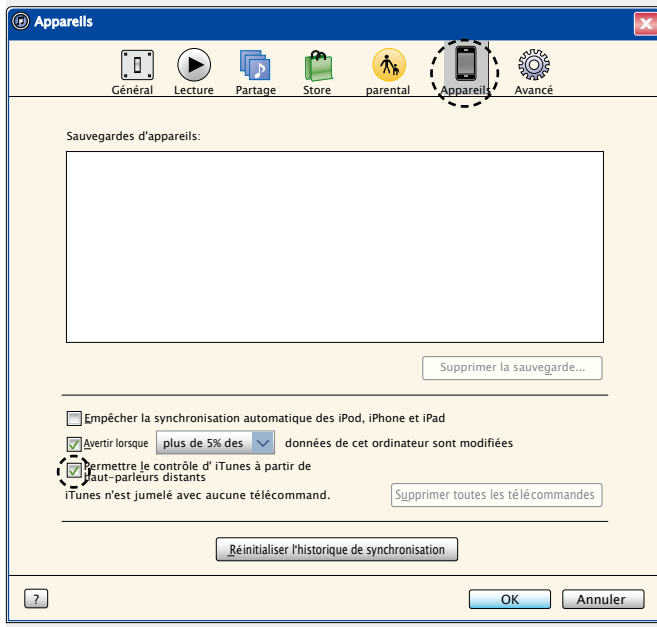 Appareils
Général Lecture Partage Store parental Appareils Avancé
Sauvegardes d'appareils:
Supprimer la sauvegarde...
Empêcher la synchronisation automatique des iPod, iPhone et iPad
Avertir lorsque plus de 5% des données de cet ordinateur sont modifiées
Permettre le contrôle d' iTunes à partir de
haut-parleurs distants
iTunes n'est jumelé avec aucune télécommand. Supprimer toutes les télécommandes
Réinitialiser l'historique de synchronisation
? OK Annuler